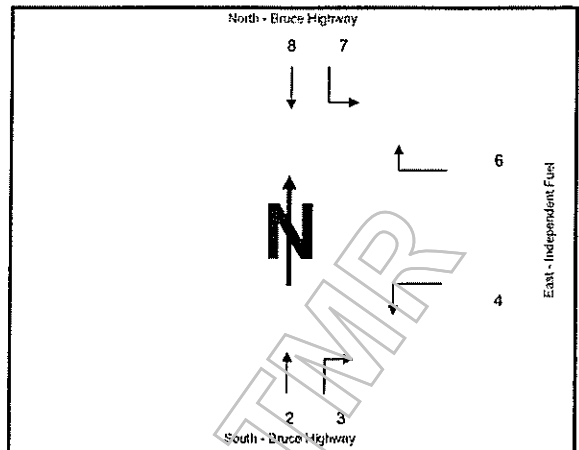 North - Bruce Highway
8 7
6
N
East - Independent Fuel
4
TMR
2 3
South - Bruce Highway